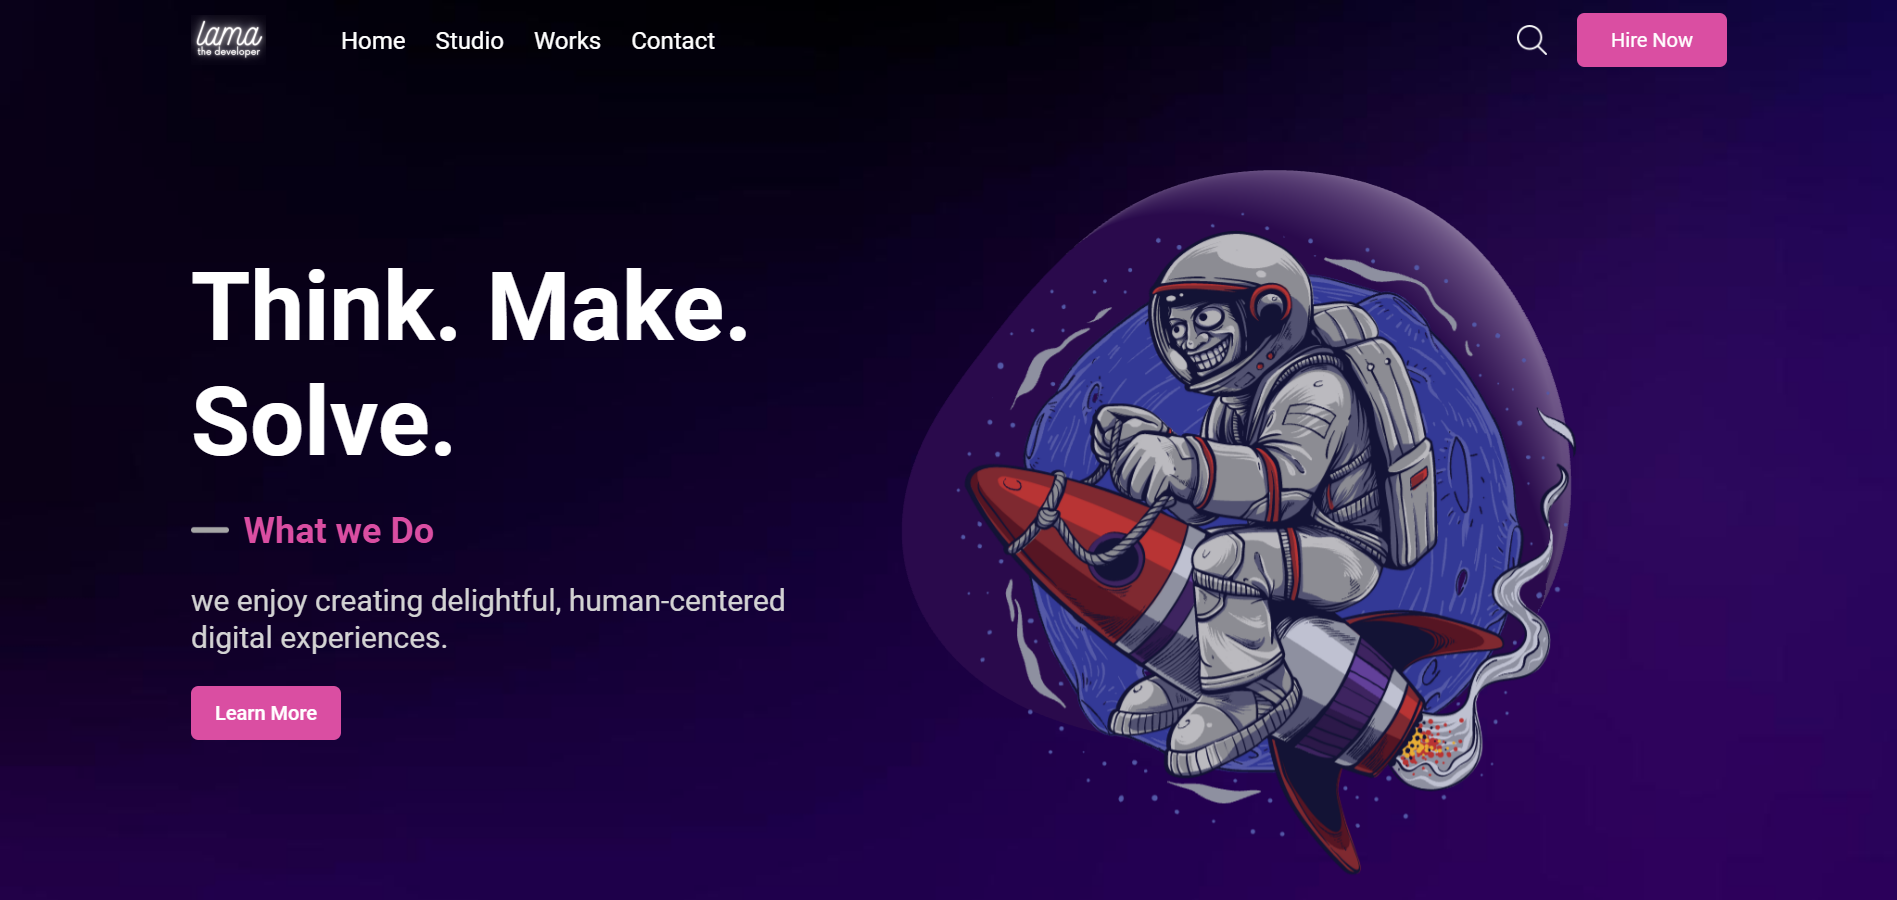 lama
the developer
Home Studio Works Contact
Hire Now
Think. Make.
Solve.
What we Do
we enjoy creating delightful, human-centered
digital experiences.
Learn More